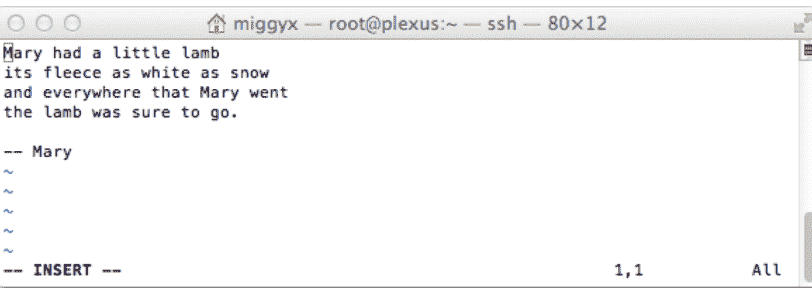 miggyx — root@plexus:~ — ssh — 80×12
Mary had a little lamb
its fleece as white as snow
and everywhere that Mary went
the lamb was sure to go.

-- Mary
~
~
~
~
~
-- INSERT -- 1,1 All